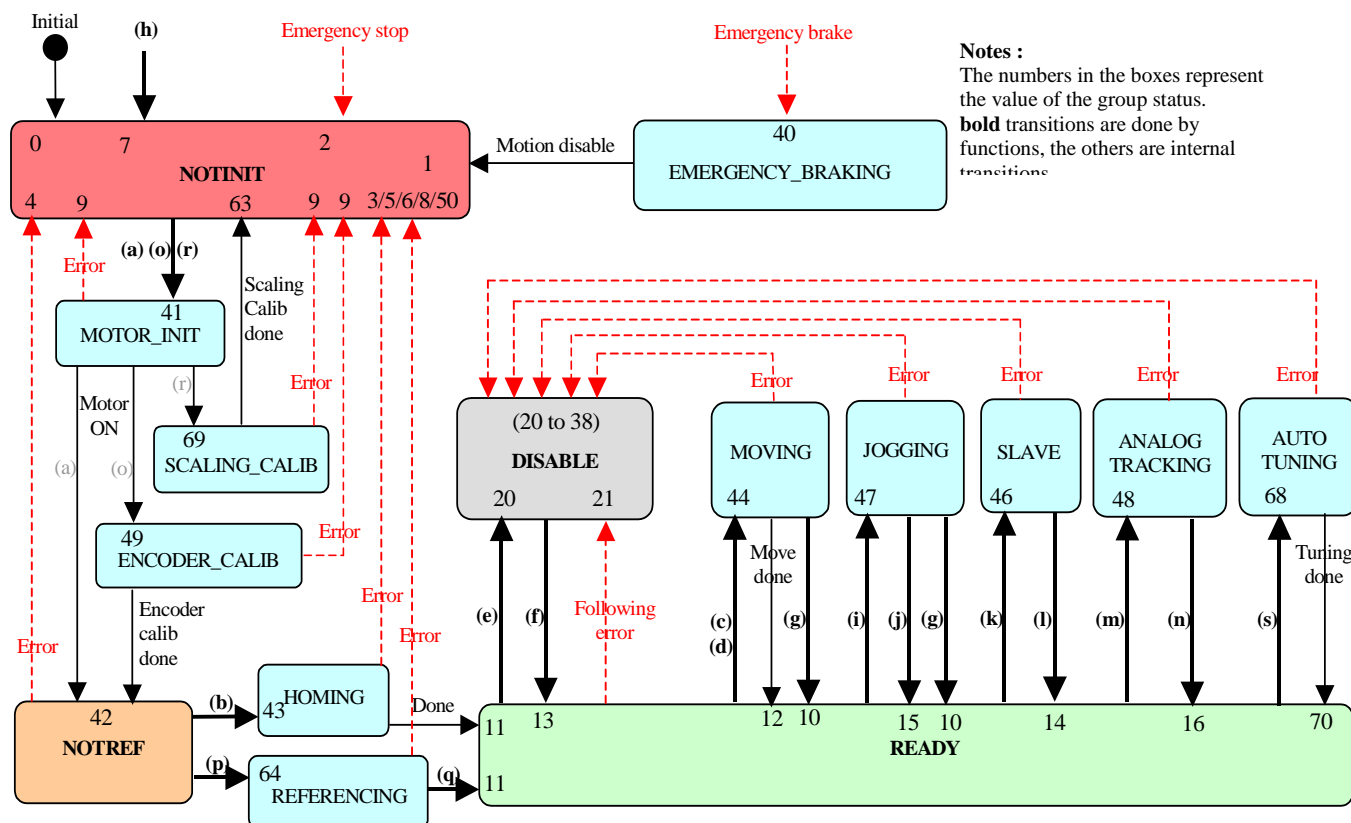 Initial
(h)
Emergency stop
Emergency brake
Notes :
The numbers in the boxes represent
the value of the group status.
bold transitions are done by
functions, the others are internal
transitions
0
7
2
1
NOTINIT
4
9
63
9
9
3/5/6/8/50
Motion disable
40
EMERGENCY_BRAKING
Error
(a) (o) (r)
Scaling
Calib
done
41
MOTOR_INIT
(r)
Error
Motor
ON
69
SCALING_CALIB
(a)
(o)
Error
49
ENCODER_CALIB
Encoder
calib
done
Error
Error
Error
(20 to 38)
DISABLE
20
21
Error
Error
Error
Error
Error
MOVING
44
JOGGING
47
SLAVE
46
ANALOG
TRACKING
48
AUTO
TUNING
68
(e)
(f)
Following
error
(c)
(d)
Move
done
(g)
(i)
(j)
(g)
(k)
(l)
(m)
(n)
(s)
Tuning
done
42
NOTREF
(b)
HOMING
43
Done
(p)
64
REFERENCING
(q)
11
13
12
10
15
10
14
16
70
READY
11